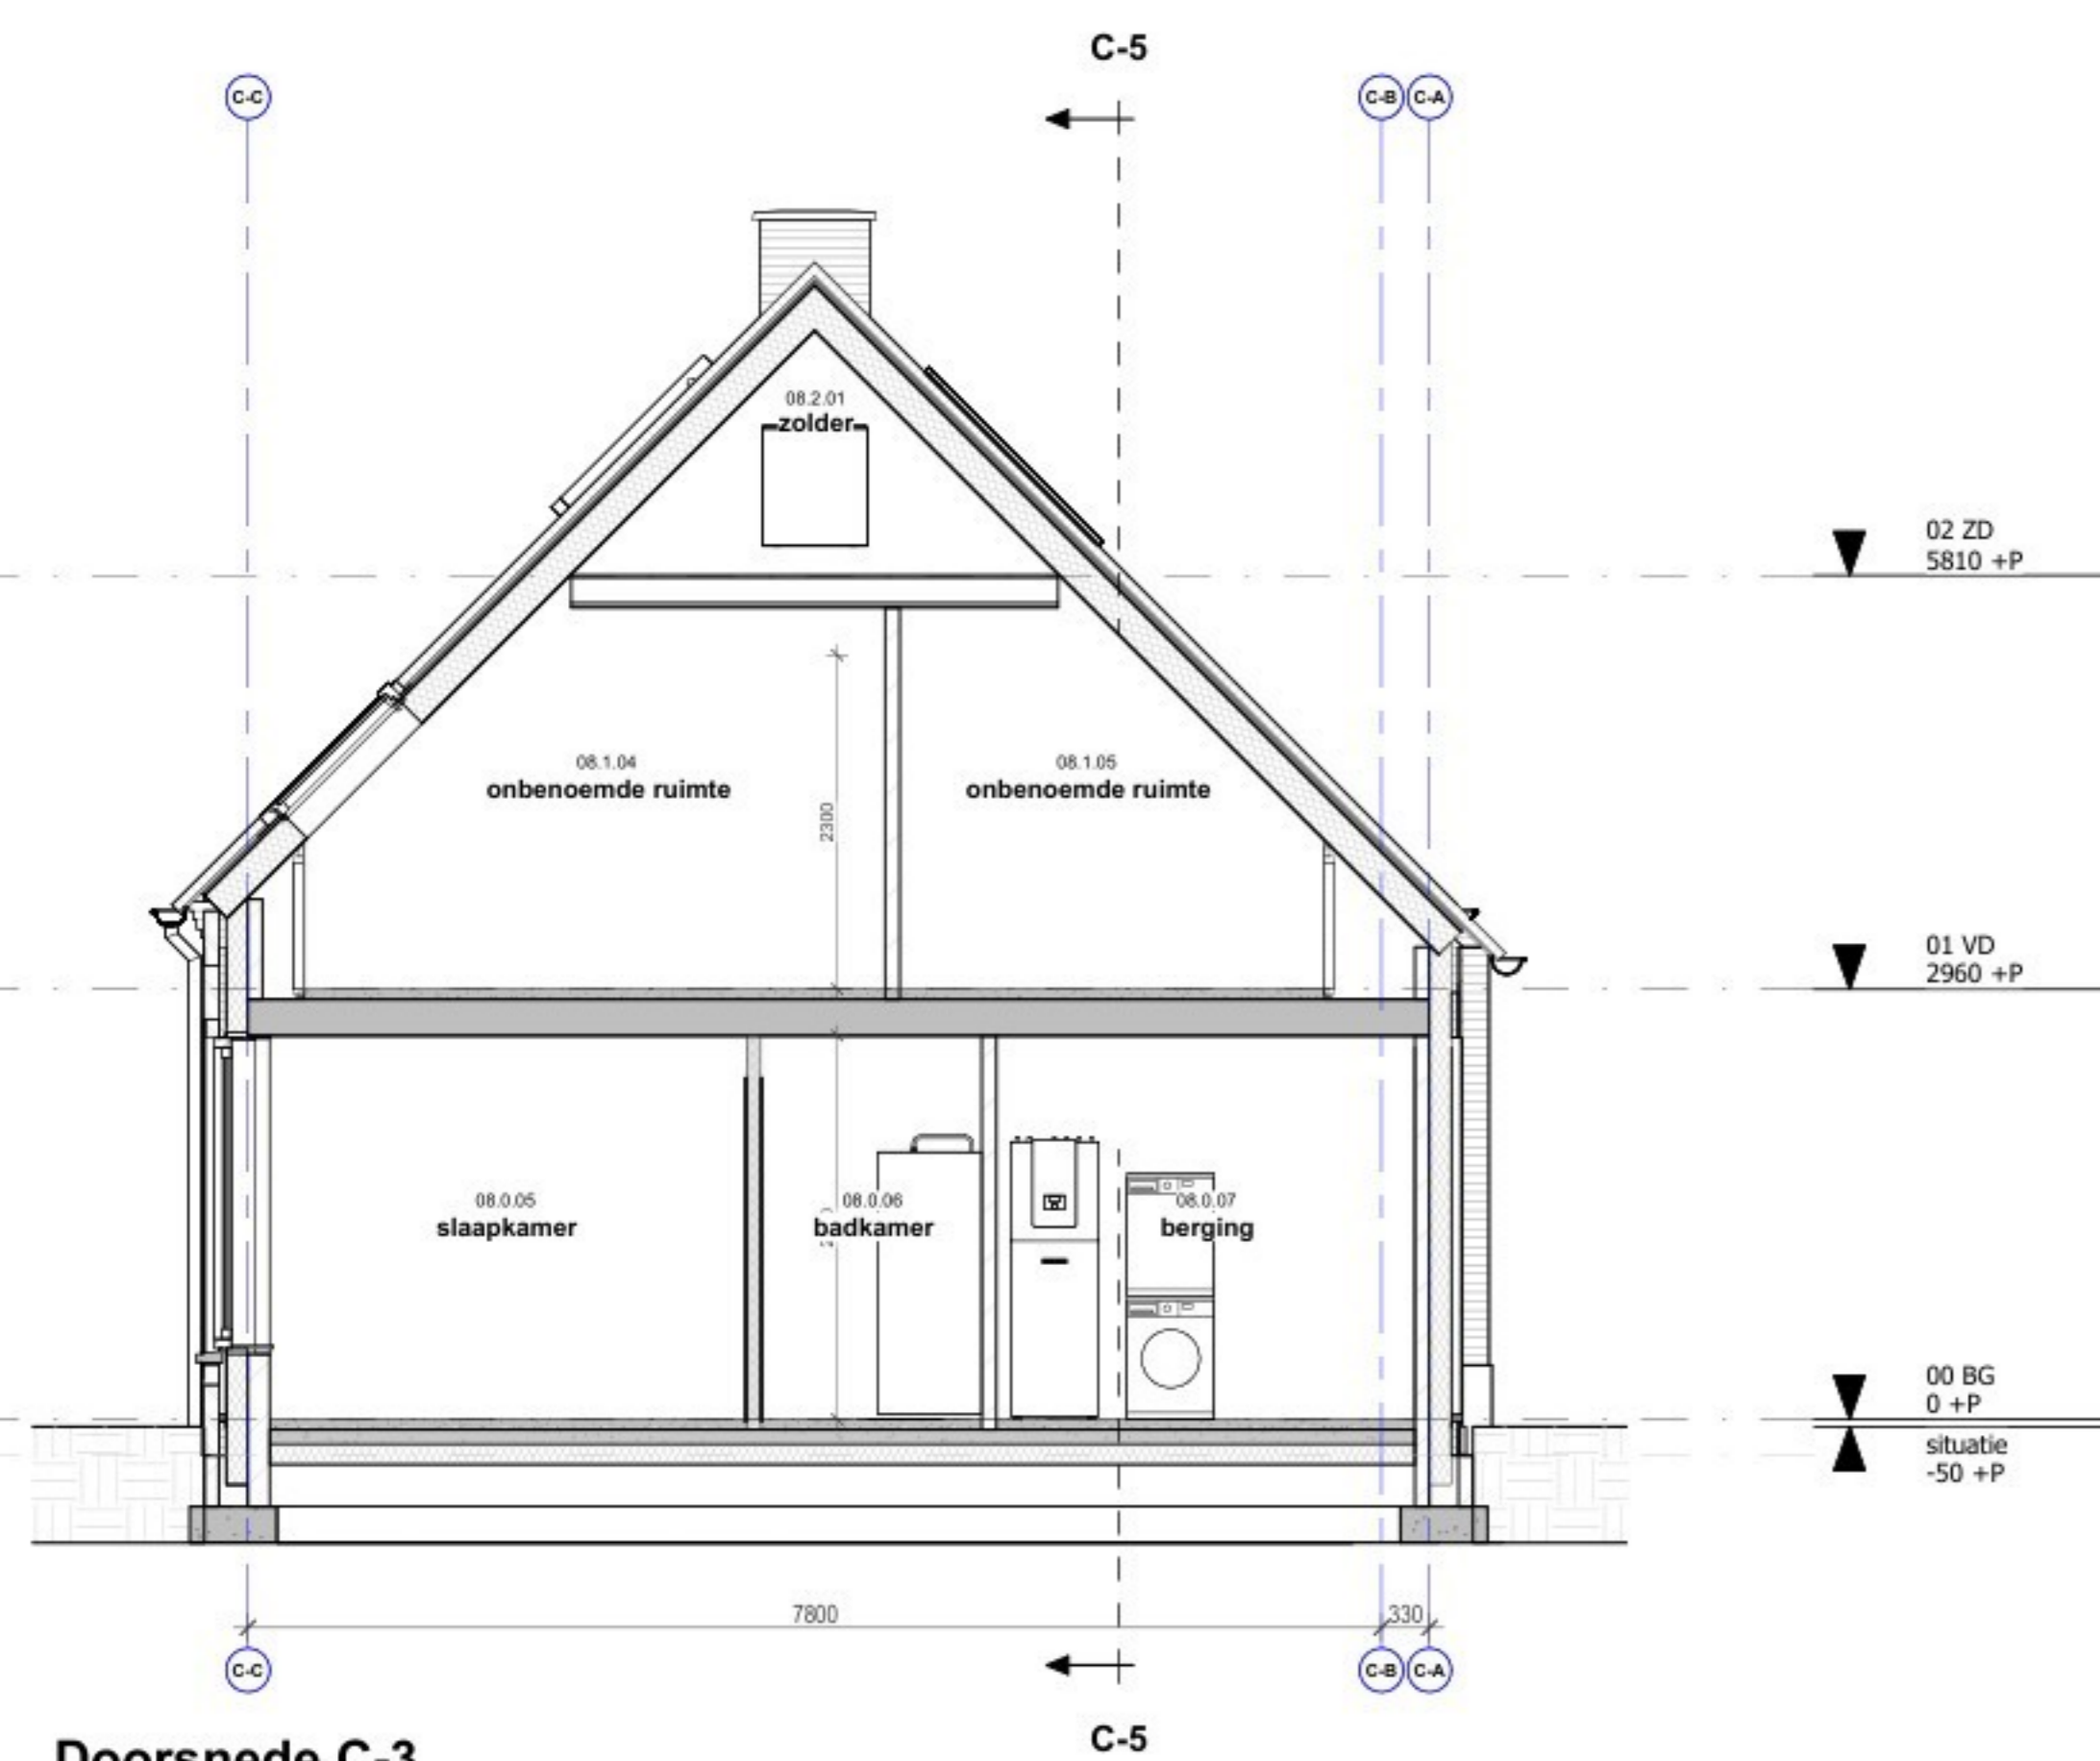 C-5
C-C
C-B
C-A
08.2.01
zolder
02 ZD
5810 +P
08.1.04
onbenoemde ruimte
08.1.05
onbenoemde ruimte
2300
01 VD
2960 +P
08.0.05
slaapkamer
08.0.06
badkamer
08.0.07
berging
00 BG
0 +P
situatie
-50 +P
7800
330
C-C
C-B
C-A
C-5
Doorsnede C-3